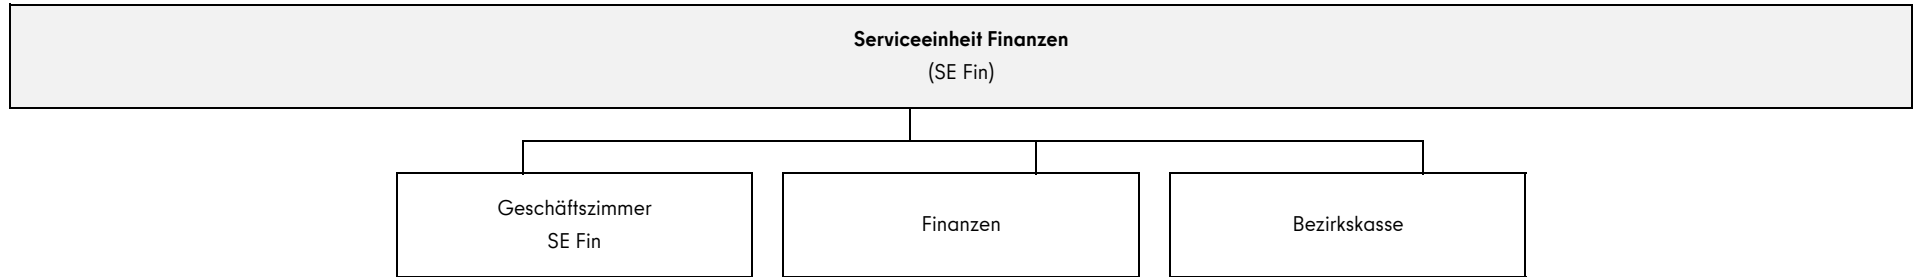 Serviceeinheit Finanzen
(SE Fin)
Geschäftszimmer
SE Fin
Finanzen
Bezirkskasse